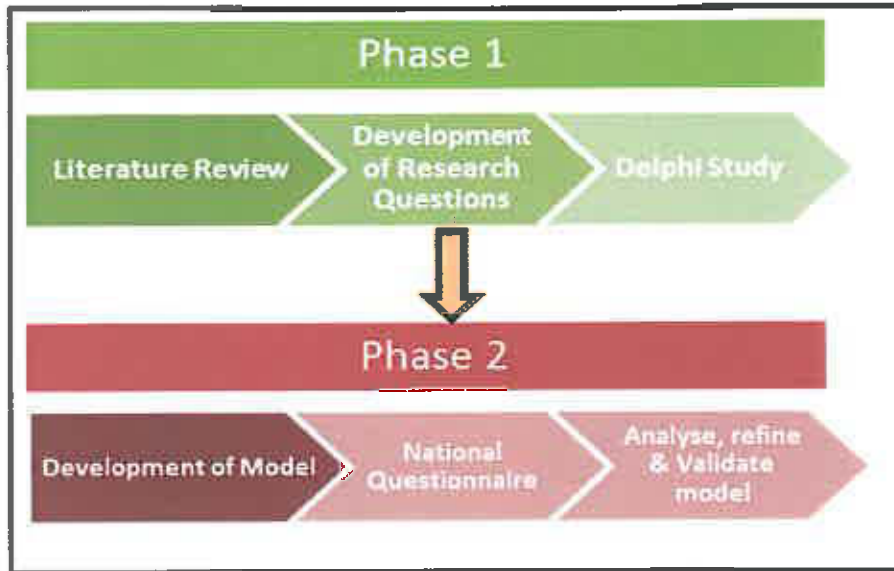 Phase 1
Literature Review
Development
of Research
Questions
Delphi Study
Phase 2
Development of Model
National
Questionnaire
Analyse, refine
& Validate
model